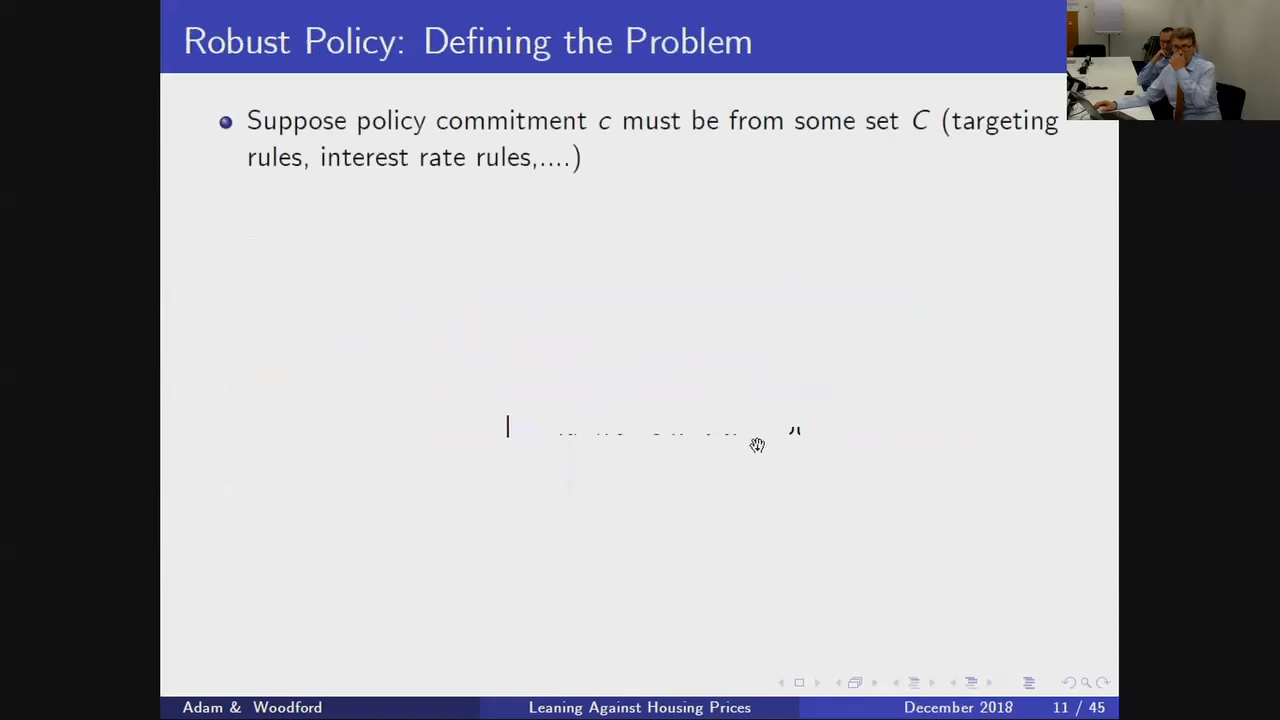 Robust Policy: Defining the Problem
Suppose policy commitment c must be from some set C (targeting
rules, interest rate rules,....)
Adam & Woodford
Leaning Against Housing Prices
December 2018
11 / 45